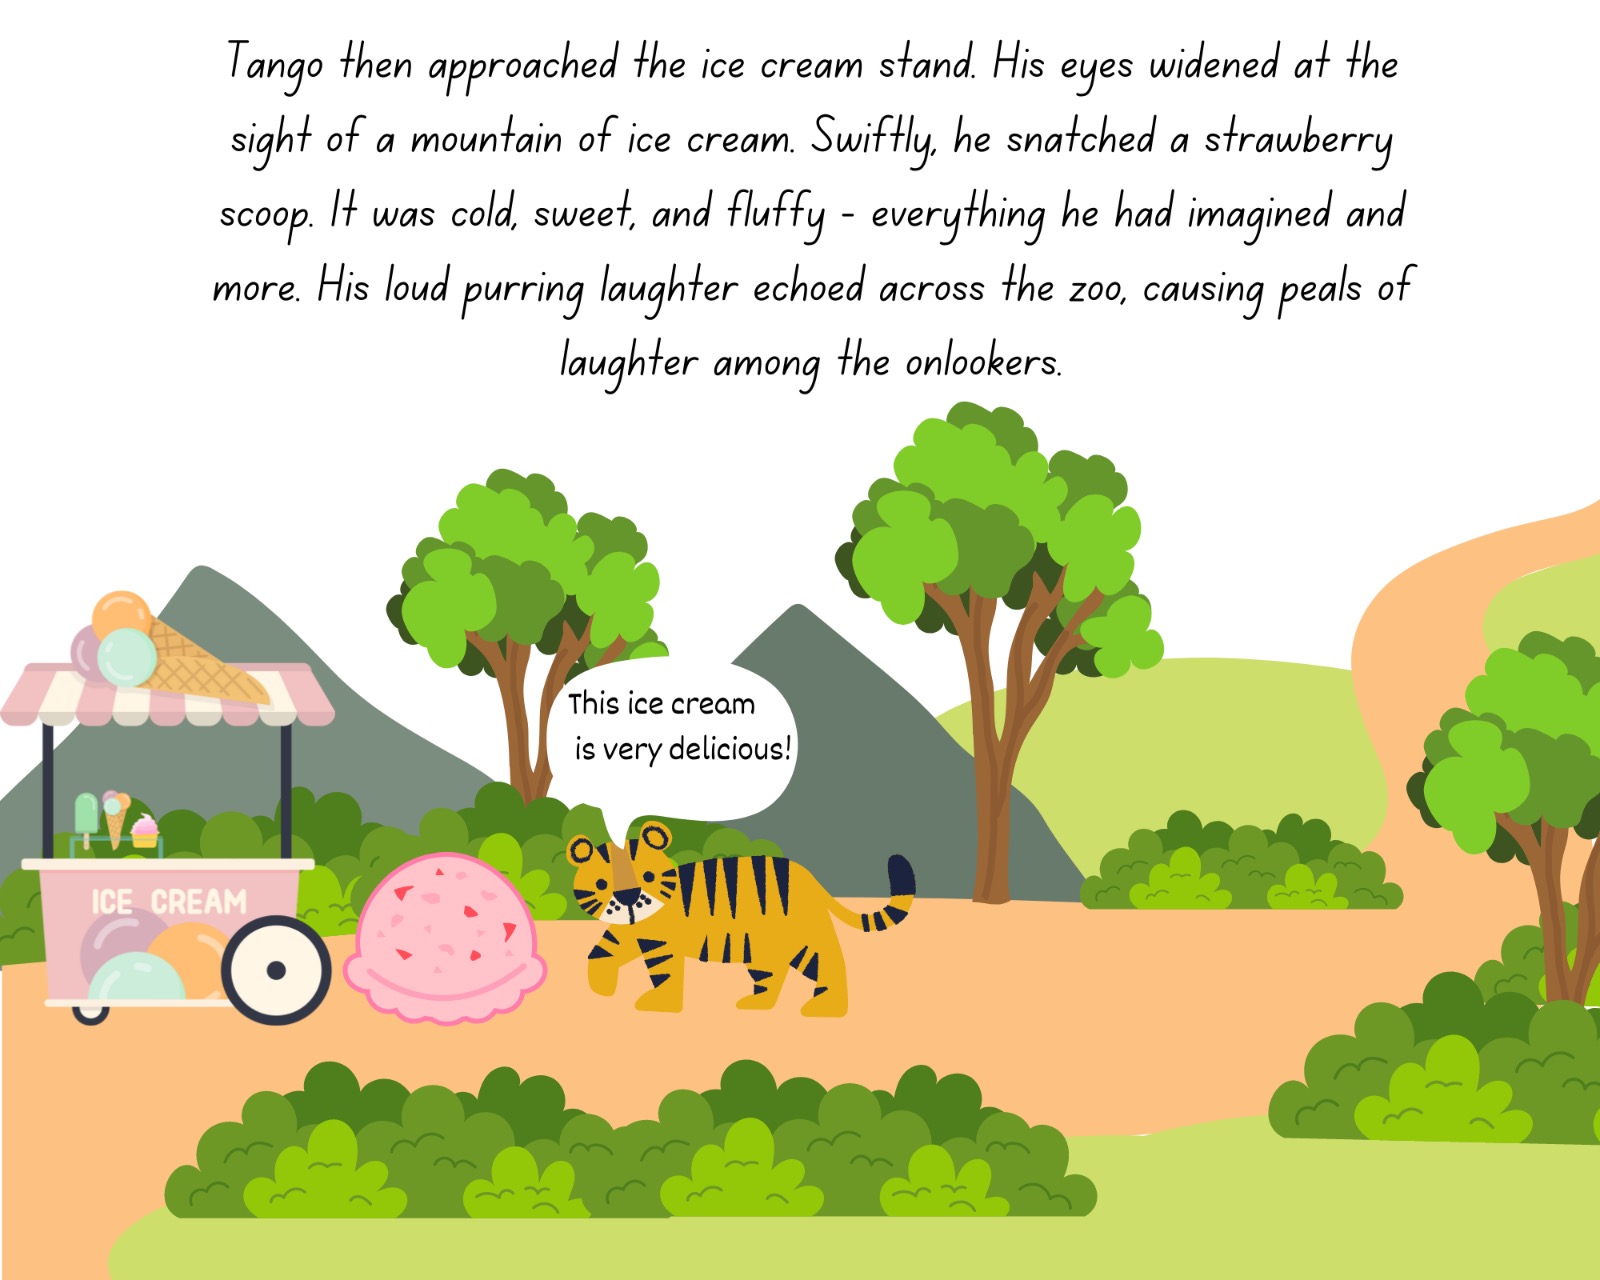 Tango then approached the ice cream stand. His eyes widened at the
sight of a mountain of ice cream. Swiftly, he snatched a strawberry
scoop. It was cold, sweet, and fluffy - everything he had imagined and
more. His loud purring laughter echoed across the zoo, causing peals of
laughter among the onlookers.
This ice cream
is very delicious!
ICE CREAM